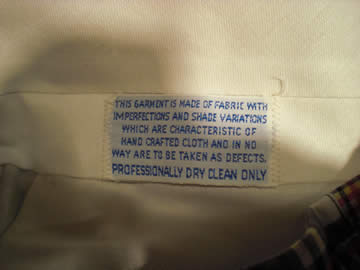 THIS GARMENT IS MADE OF FABRIC WITH
IMPERFECTIONS AND SHADE VARIATIONS
WHICH ARE CHARACTERISTIC OF
HAND CRAFTED CLOTH AND IN NO
WAY ARE TO BE TAKEN AS DEFECTS.
PROFESSIONALLY DRY CLEAN ONLY